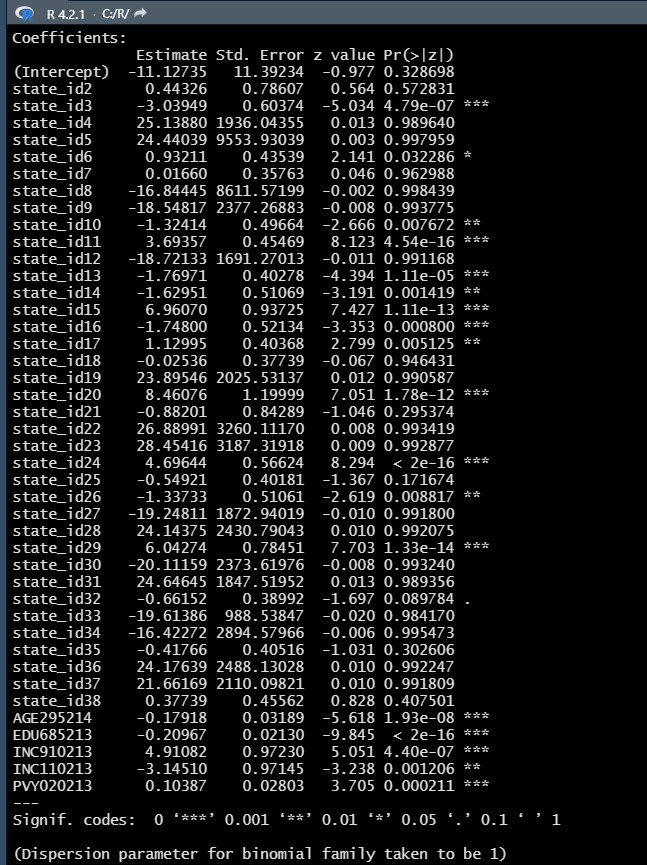 R 4.2.1 · C:/R/
Coefficients:
Estimate Std. Error z value Pr(>|z|)
(Intercept) -11.12735 11.39234 -0.977 0.328698
state_id2 0.44326 0.78607 0.564 0.572831
state_id3 -3.03949 0.60374 -5.034 4.79e-07 ***
state_id4 25.13880 1936.04355 0.013 0.989640
state_id5 24.44039 9553.93039 0.003 0.997959
state_id6 0.93211 0.43539 2.141 0.032286 *
state_id7 0.01660 0.35763 0.046 0.962988
state_id8 -16.84445 8611.57199 -0.002 0.998439
state_id9 -18.54817 2377.26883 -0.008 0.993775
state_id10 -1.32414 0.49664 -2.666 0.007672 **
state_id11 3.69357 0.45469 8.123 4.54e-16 ***
state_id12 -18.72133 1691.27013 -0.011 0.991168
state_id13 -1.76971 0.40278 -4.394 1.11e-05 ***
state_id14 -1.62951 0.51069 -3.191 0.001419 **
state_id15 6.96070 0.93725 7.427 1.11e-13 ***
state_id16 -1.74800 0.52134 -3.353 0.000800 ***
state_id17 1.12995 0.40368 2.799 0.005125 **
state_id18 -0.02536 0.37739 -0.067 0.946431
state_id19 23.89546 2025.53137 0.012 0.990587
state_id20 8.46076 1.19999 7.051 1.78e-12 ***
state_id21 -0.88201 0.84289 -1.046 0.295374
state_id22 26.88991 3260.11170 0.008 0.993419
state_id23 28.45416 3187.31918 0.009 0.992877
state_id24 4.69644 0.56624 8.294 < 2e-16 ***
state_id25 -0.54921 0.40181 -1.367 0.171674
state_id26 -1.33733 0.51061 -2.619 0.008817 **
state_id27 -19.24811 1872.94019 -0.010 0.991800
state_id28 24.14375 2430.79043 0.010 0.992075
state_id29 6.04274 0.78451 7.703 1.33e-14 ***
state_id30 -20.11159 2373.61976 -0.008 0.993240
state_id31 24.64645 1847.51952 0.013 0.989356
state_id32 -0.66152 0.38992 -1.697 0.089784 .
state_id33 -19.61386 988.53847 -0.020 0.984170
state_id34 -16.42272 2894.57966 -0.006 0.995473
state_id35 -0.41766 0.40516 -1.031 0.302606
state_id36 24.17639 2488.13028 0.010 0.992247
state_id37 21.66169 2110.09821 0.010 0.991809
state_id38 0.37739 0.45562 0.828 0.407501
AGE295214 -0.17918 0.03189 -5.618 1.93e-08 ***
EDU685213 -0.20967 0.02130 -9.845 < 2e-16 ***
INC910213 4.91082 0.97230 5.051 4.40e-07 ***
INC110213 -3.14510 0.97145 -3.238 0.001206 **
PVY020213 0.10387 0.02803 3.705 0.000211 ***
---
Signif. codes: 0 ‘***’ 0.001 ‘**’ 0.01 ‘*’ 0.05 ‘.’ 0.1 ‘ ’ 1
(Dispersion parameter for binomial family taken to be 1)